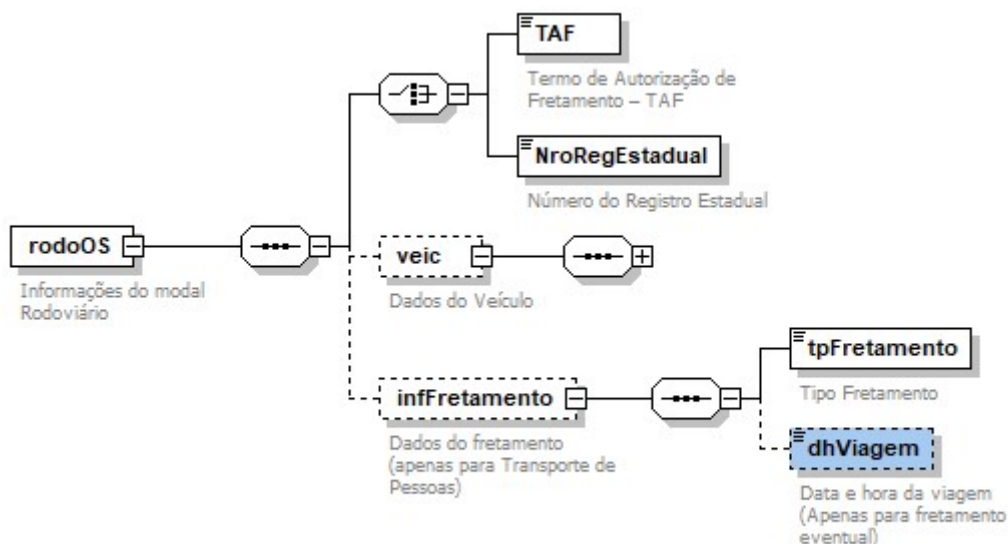 TAF
Termo de Autorização de
Fretamento – TAF
NroRegEstadual
Número do Registro Estadual
rodoOS
Informações do modal
Rodoviário
veic
Dados do Veículo
infFretamento
Dados do fretamento
(apenas para Transporte de
Pessoas)
tpFretamento
Tipo Fretamento
dhViagem
Data e hora da viagem
(Apenas para fretamento
eventual)